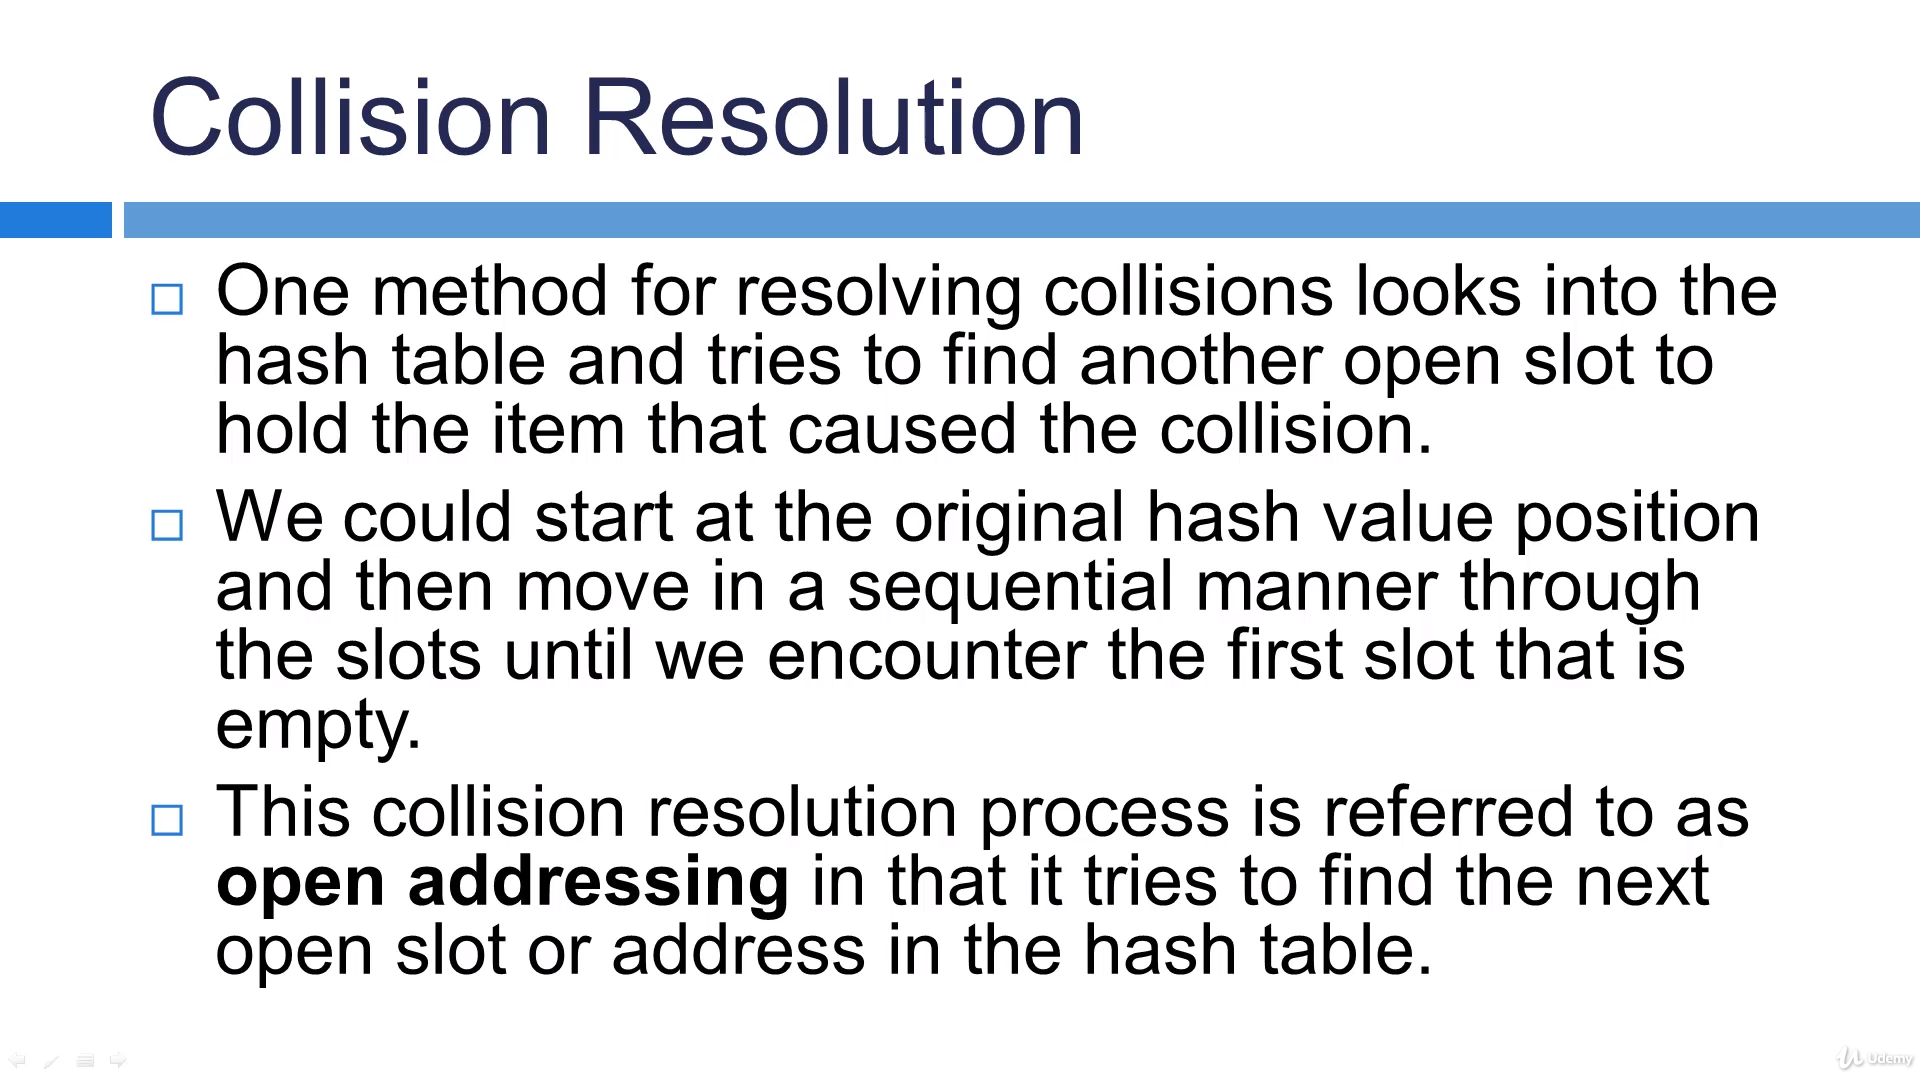 Collision Resolution
One method for resolving collisions looks into the
hash table and tries to find another open slot to
hold the item that caused the collision.
We could start at the original hash value position
and then move in a sequential manner through
the slots until we encounter the first slot that is
empty.
This collision resolution process is referred to as
open addressing in that it tries to find the next
open slot or address in the hash table.
Udemy